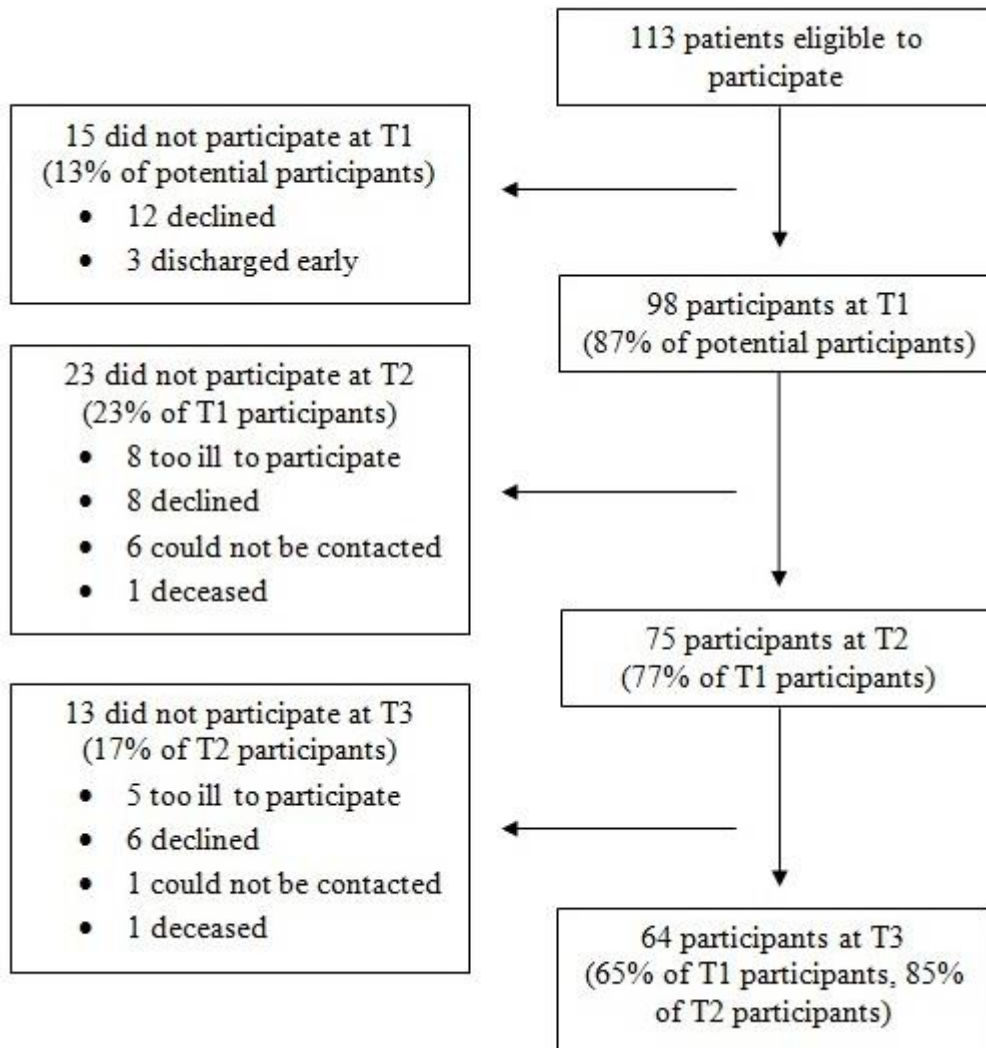 113 patients eligible to
participate
15 did not participate at T1
(13% of potential participants)
• 12 declined
• 3 discharged early
98 participants at T1
(87% of potential participants)
23 did not participate at T2
(23% of T1 participants)
• 8 too ill to participate
• 8 declined
• 6 could not be contacted
• 1 deceased
75 participants at T2
(77% of T1 participants)
13 did not participate at T3
(17% of T2 participants)
• 5 too ill to participate
• 6 declined
• 1 could not be contacted
• 1 deceased
64 participants at T3
(65% of T1 participants, 85%
of T2 participants)